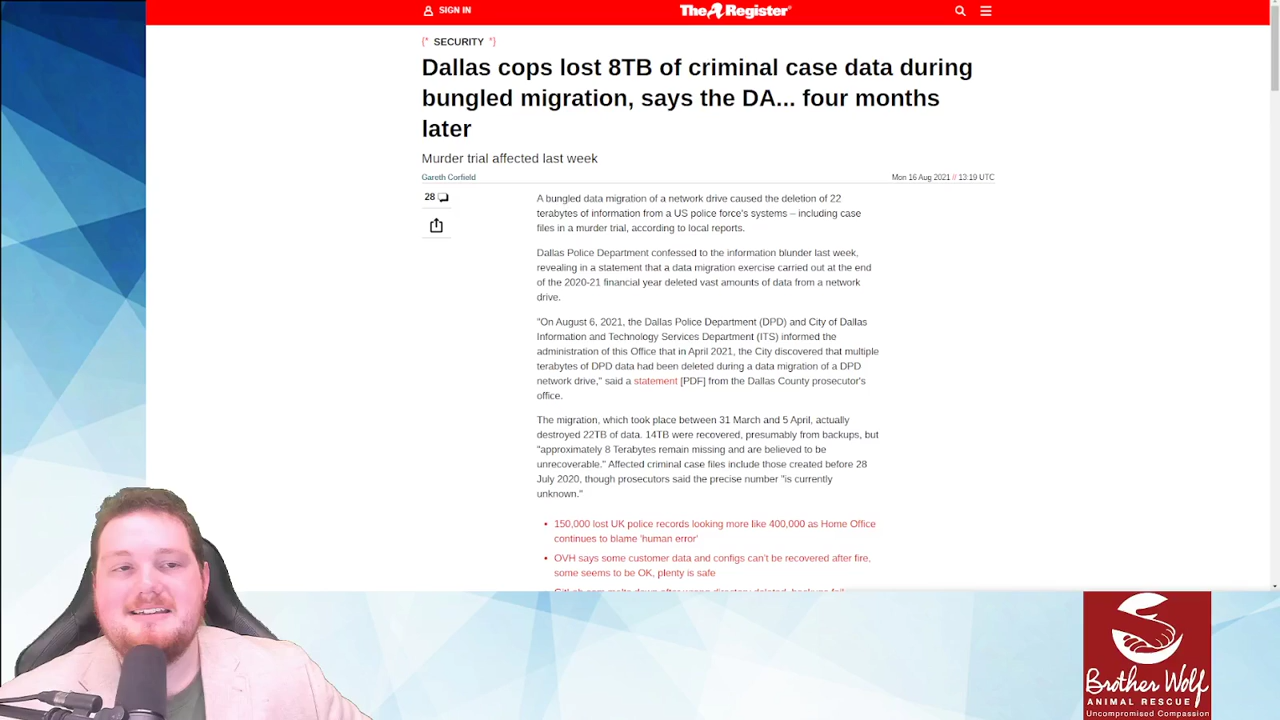 SIGN IN
The Register
{* SECURITY *}
Dallas cops lost 8TB of criminal case data during
bungled migration, says the DA... four months
later
Murder trial affected last week
Gareth Corfield
Mon 16 Aug 2021 // 13:19 UTC
28
A bungled data migration of a network drive caused the deletion of 22
terabytes of information from a US police force's systems – including case
files in a murder trial, according to local reports.
Dallas Police Department confessed to the information blunder last week,
revealing in a statement that a data migration exercise carried out at the end
of the 2020-21 financial year deleted vast amounts of data from a network
drive.
"On August 6, 2021, the Dallas Police Department (DPD) and City of Dallas
Information and Technology Services Department (ITS) informed the
administration of this Office that in April 2021, the City discovered that multiple
terabytes of DPD data had been deleted during a data migration of a DPD
network drive," said a statement [PDF] from the Dallas County prosecutor's
office.
The migration, which took place between 31 March and 5 April, actually
destroyed 22TB of data. 14TB were recovered, presumably from backups, but
"approximately 8 Terabytes remain missing and are believed to be
unrecoverable." Affected criminal case files include those created before 28
July 2020, though prosecutors said the precise number "is currently
unknown."
• 150,000 lost UK police records looking more like 400,000 as Home Office
continues to blame 'human error'
• OVH says some customer data and configs can't be recovered after fire,
some seems to be OK, plenty is safe
Brother Wolf
ANIMAL RESCUE
Uncompromised Compassion